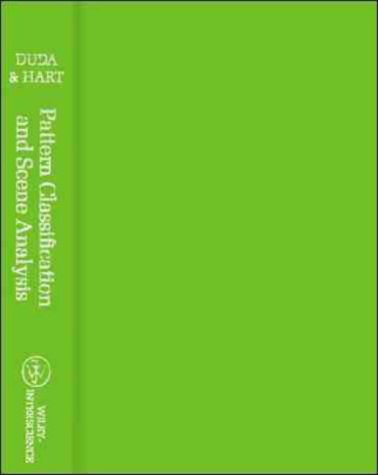 DUDA
& HART
Pattern Classification
and Scene Analysis
WILEY-
INTERSCIENCE